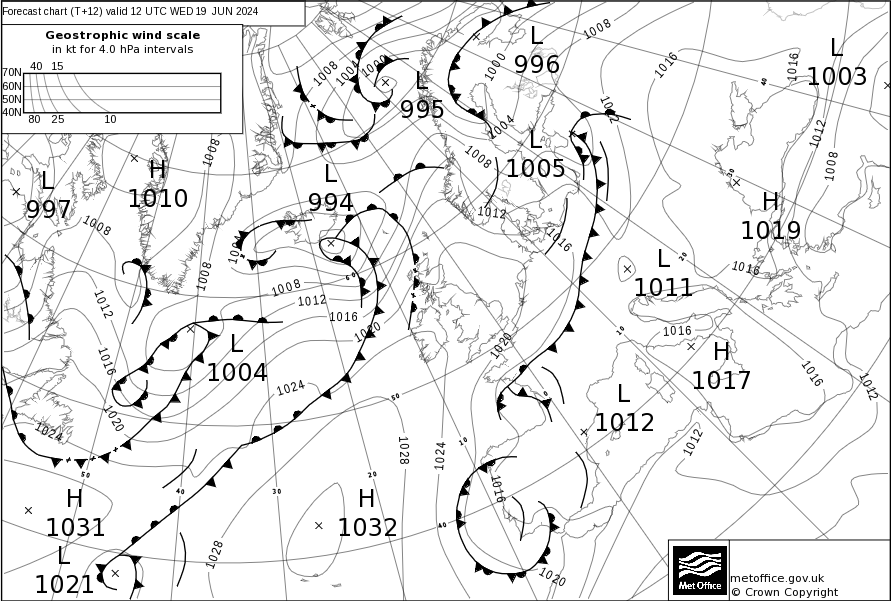 Forecast chart (T+12) valid 12 UTC WED 19 JUN 2024
Geostrophic wind scale
in kt for 4.0 hPa intervals
40 15
70N
60N
50N
40N
80 25 10
L
995
L
996
L
1003
L
1005
H
1010
L
997
L
994
H
1019
L
1011
H
1017
L
1012
L
1004
H
1031
H
1032
L
1021
1008
1004
1000
1000
1008
1016
1016
1012
1008
1004
1008
1012
1016
1008
1008
1008
1004
1008
1012
1016
1020
1012
1016
1020
1024
1024
1020
1016
1016
1016
1012
1012
1028
1024
1016
1028
1020
60
50
50
40
30
20
10
40
0
10
20
30
40
Met Office
metoffice.gov.uk
© Crown Copyright